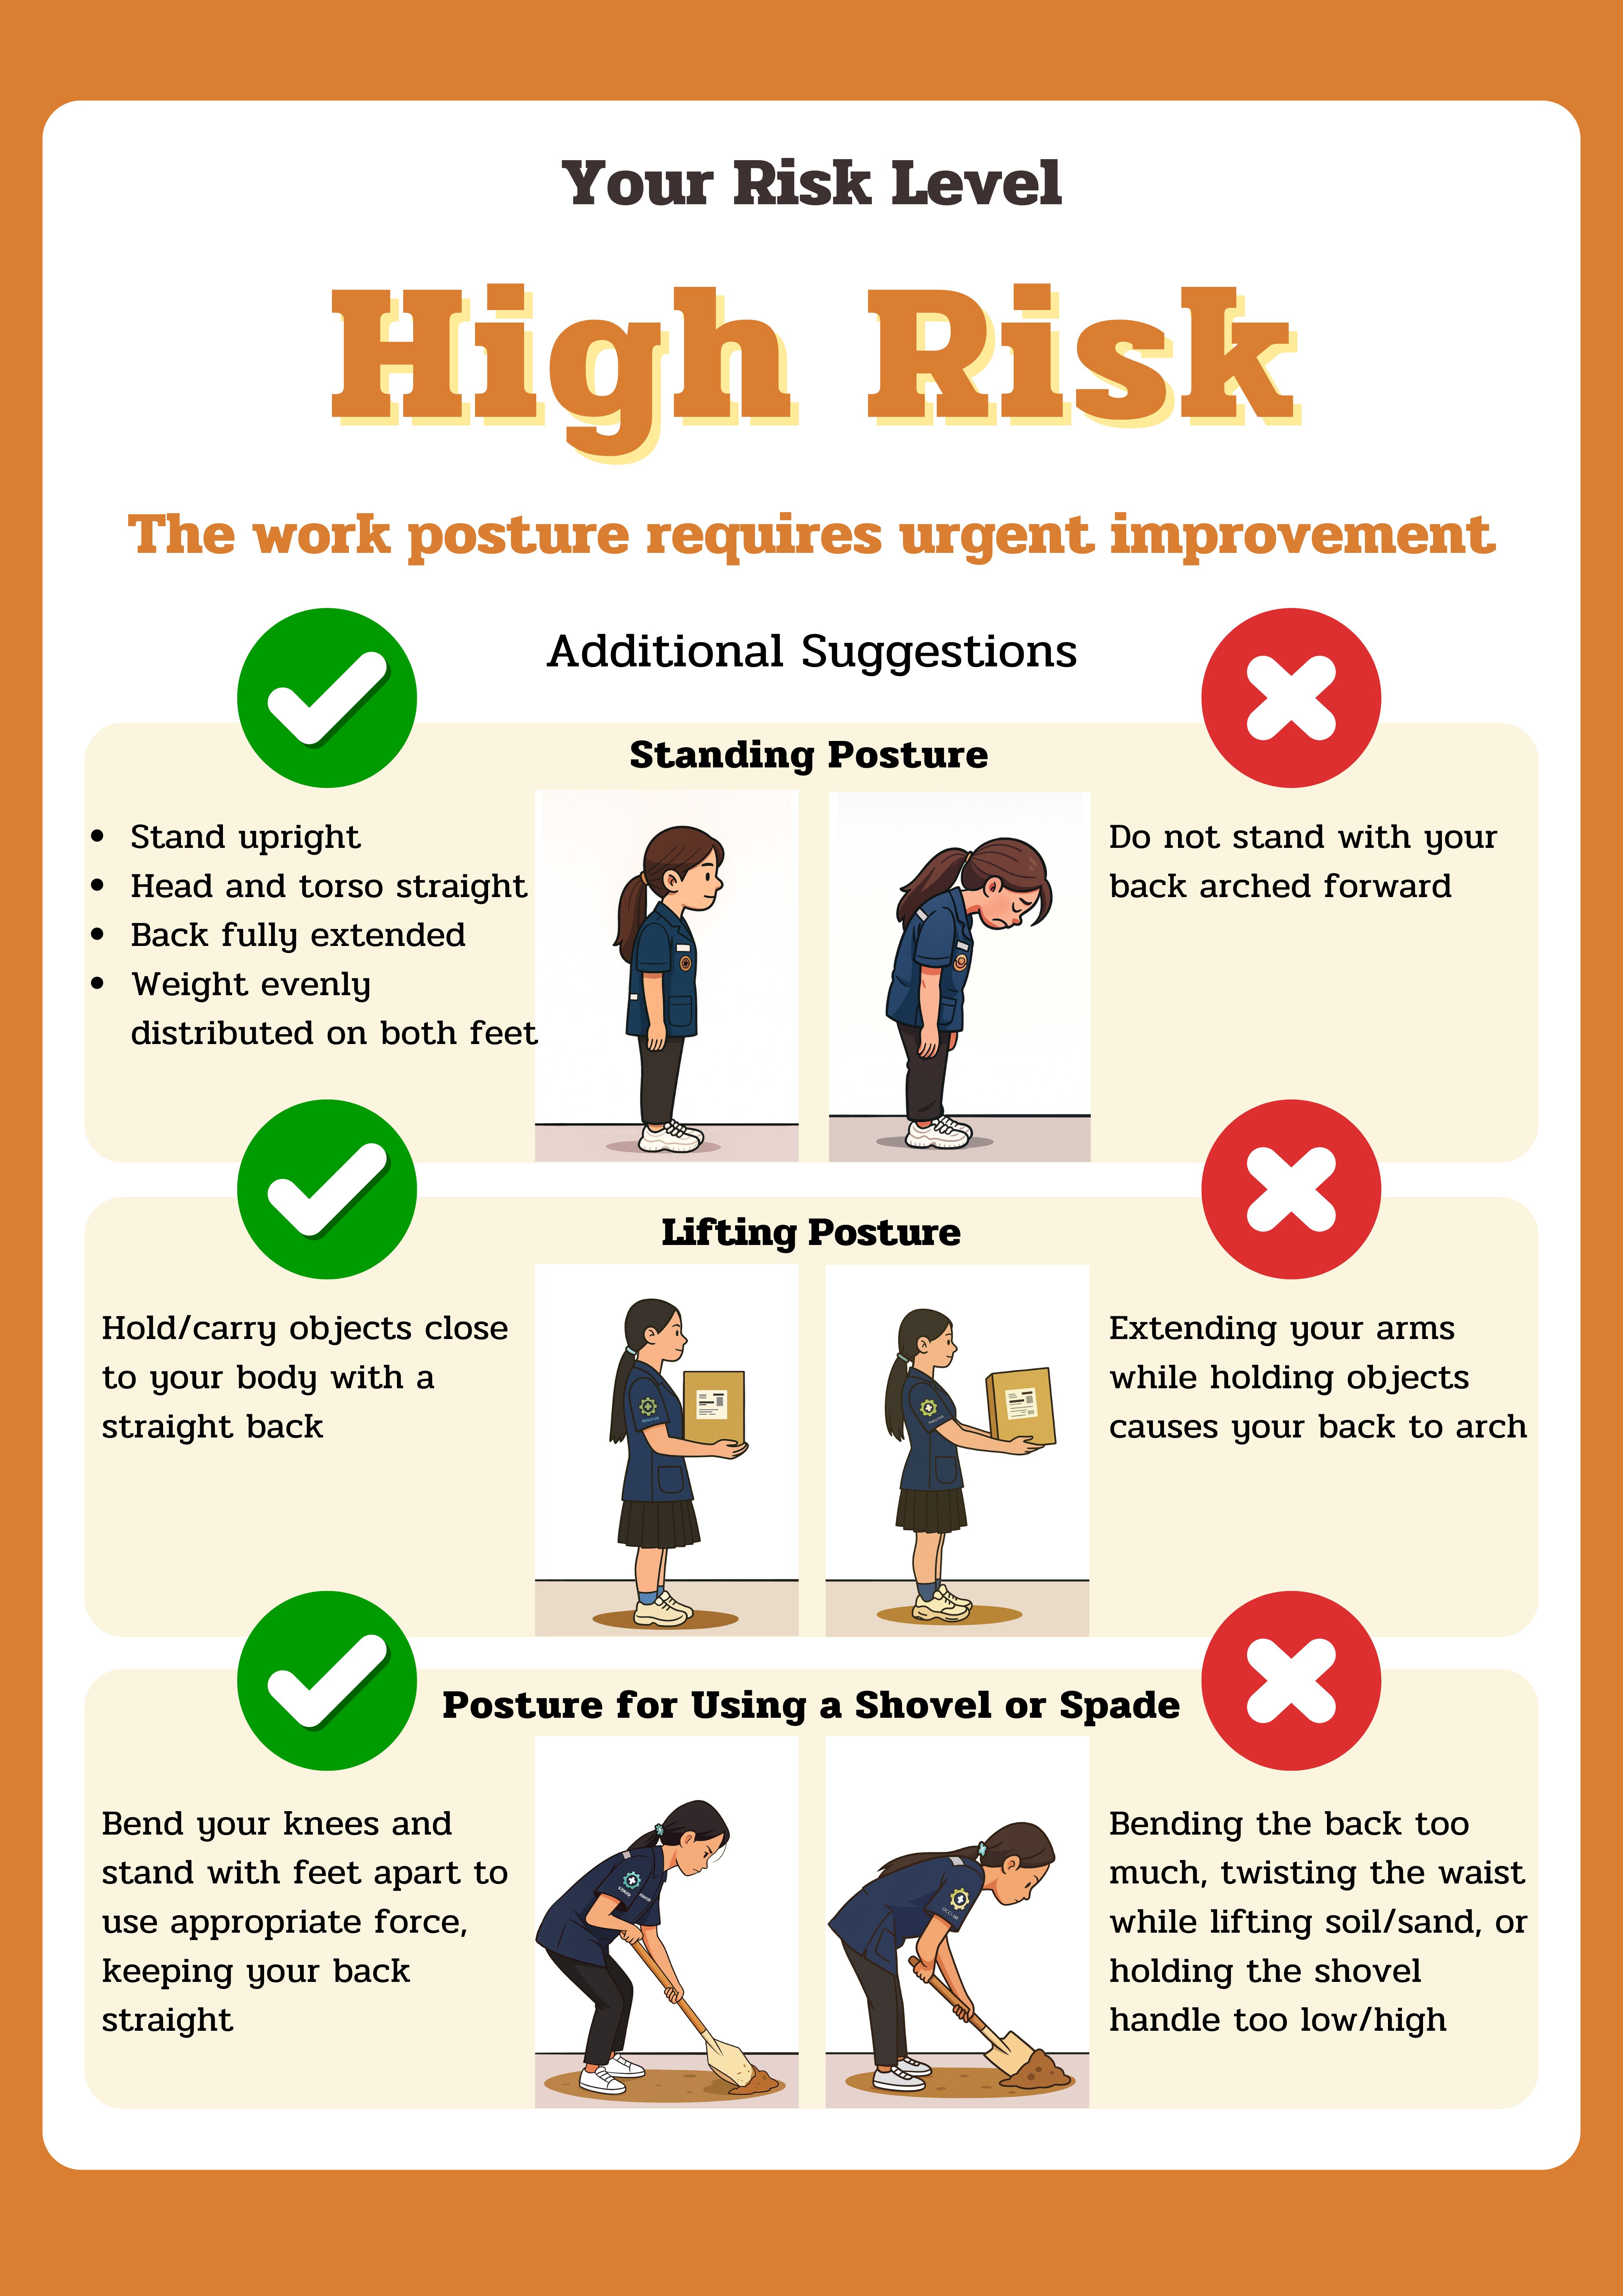 Your Risk Level
High Risk
The work posture requires urgent improvement
Additional Suggestions
Standing Posture
• Stand upright
• Head and torso straight
• Back fully extended
• Weight evenly
distributed on both feet
Do not stand with your
back arched forward
Lifting Posture
Hold/carry objects close
to your body with a
straight back
Extending your arms
while holding objects
causes your back to arch
Posture for Using a Shovel or Spade
Bend your knees and
stand with feet apart to
use appropriate force,
keeping your back
straight
Bending the back too
much, twisting the waist
while lifting soil/sand, or
holding the shovel
handle too low/high